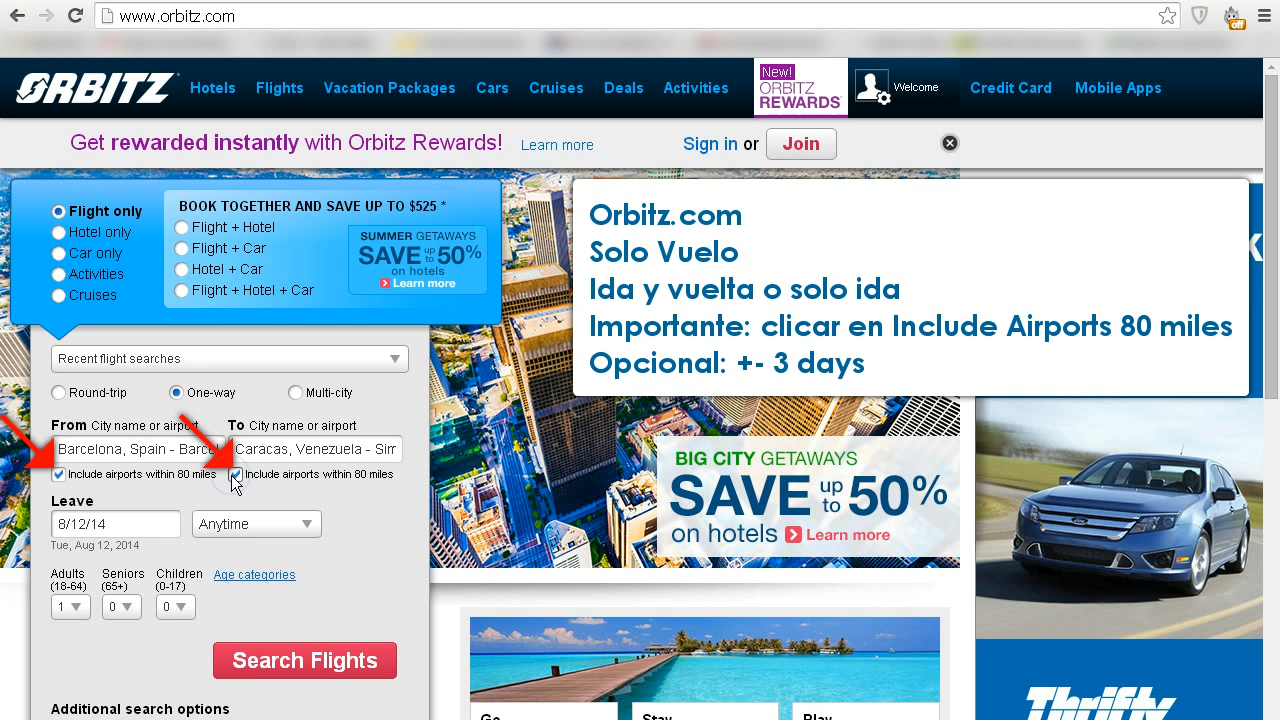 www.orbitz.com
off
ORBITZ
Hotels
Flights
Vacation Packages
Cars
Cruises
Deals
Activities
New!
ORBITZ
REWARDS
Welcome
Credit Card
Mobile Apps
Get rewarded instantly with Orbitz Rewards!
Learn more
Sign in or
Join
Flight only
Hotel only
Car only
Activities
Cruises
BOOK TOGETHER AND SAVE UP TO $525 *
Flight + Hotel
Flight + Car
Hotel + Car
Flight + Hotel + Car
SUMMER GETAWAYS
SAVE up to 50%
on hotels
Learn more
Orbitz.com
Solo Vuelo
Ida y vuelta o solo ida
Importante: clicar en Include Airports 80 miles
Opcional: +- 3 days
Recent flight searches
Round-trip
One-way
Multi-city
From City name or airport
To City name or airport
Barcelona, Spain - Barce
Caracas, Venezuela - Sim
Include airports within 80 miles
Include airports within 80 miles
Leave
8/12/14
Anytime
Tue, Aug 12, 2014
Adults
(18-64)
Seniors
(65+)
Children
(0-17)
Age categories
1
0
0
Search Flights
Additional search options
BIG CITY GETAWAYS
SAVE up to 50%
on hotels
Learn more
Go
Stay
Play
Thrifty